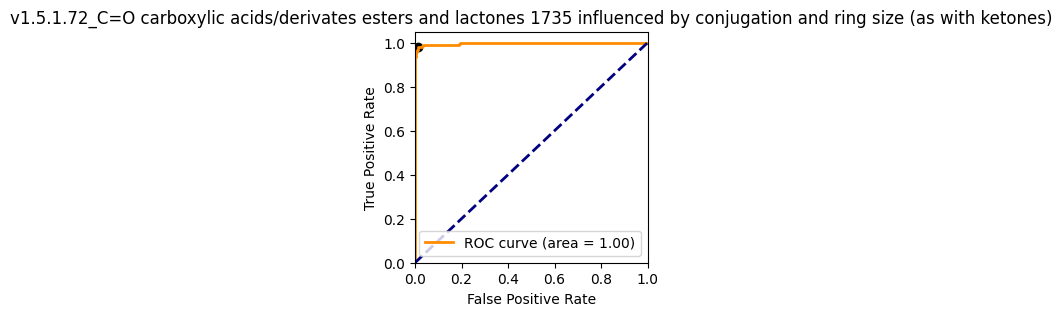 v1.5.1.72_C=O carboxylic acids/derivates esters and lactones 1735 influenced by conjugation and ring size (as with ketones)
1.0
0.8
0.6
0.4
0.2
0.0
True Positive Rate
ROC curve (area = 1.00)
0.0 0.2 0.4 0.6 0.8 1.0
False Positive Rate